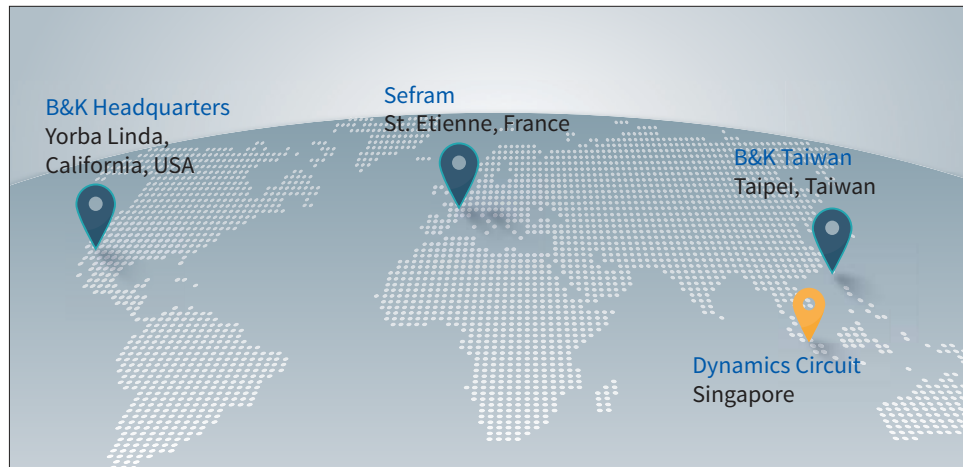 B&K Headquarters
Yorba Linda,
California, USA
Sefram
St. Etienne, France
B&K Taiwan
Taipei, Taiwan
Dynamics Circuit
Singapore